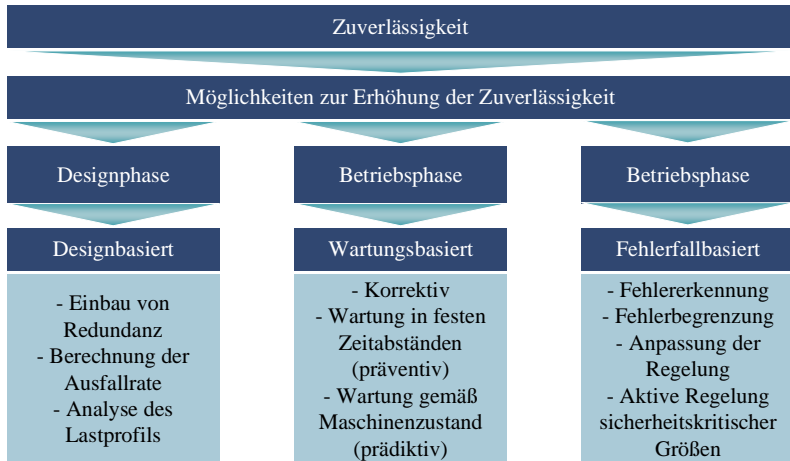 Zuverlässigkeit
Möglichkeiten zur Erhöhung der Zuverlässigkeit
Designphase
Designbasiert
- Einbau von
Redundanz
- Berechnung der
Ausfallrate
- Analyse des
Lastprofils
Betriebsphase
Wartungsbasiert
- Korrektiv
- Wartung in festen
Zeitabständen
(präventiv)
- Wartung gemäß
Maschinenzustand
(prädiktiv)
Betriebsphase
Fehlerfallbasiert
- Fehlererkennung
- Fehlerbegrenzung
- Anpassung der
Regelung
- Aktive Regelung
sicherheitskritischer
Größen